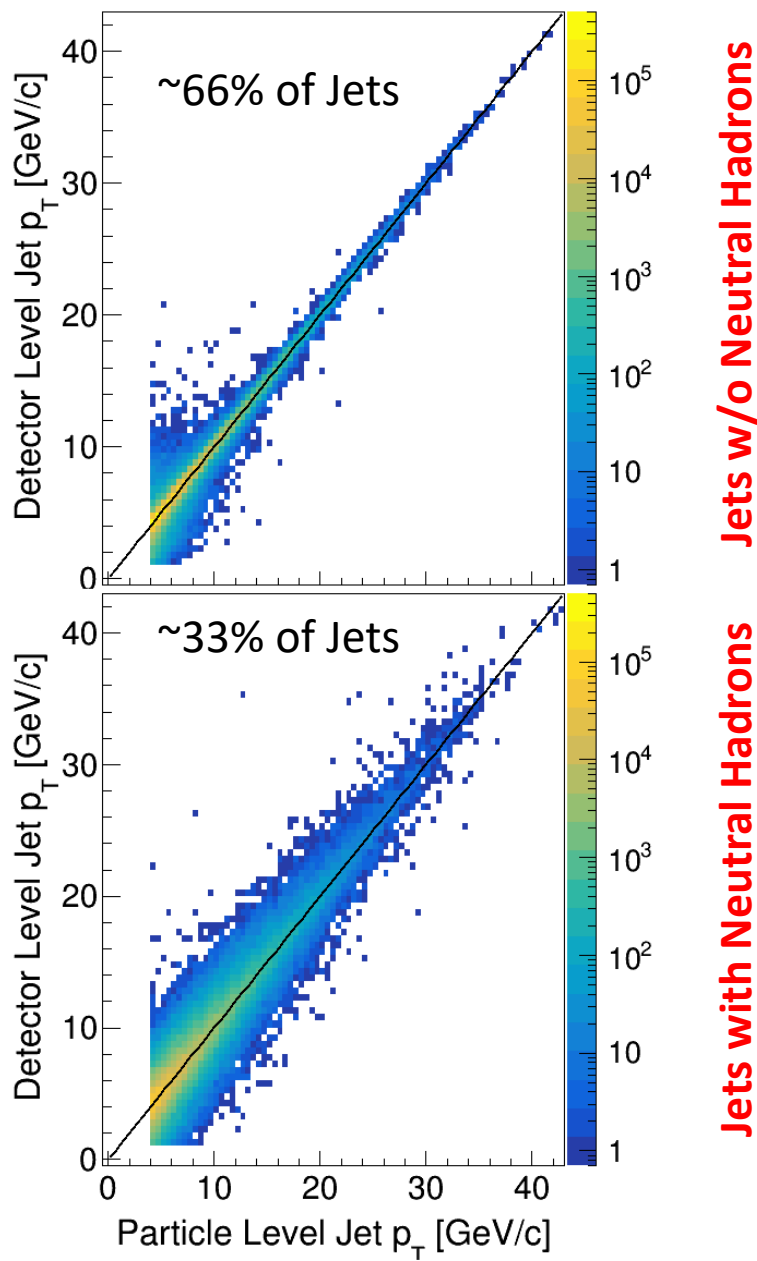 ~66% of Jets
Detector Level Jet p_T [GeV/c]
40
30
20
10
0
10^5
10^4
10^3
10^2
10
1
Jets w/o Neutral Hadrons
~33% of Jets
Detector Level Jet p_T [GeV/c]
40
30
20
10
0
10^5
10^4
10^3
10^2
10
1
Jets with Neutral Hadrons
0 10 20 30 40
Particle Level Jet p_T [GeV/c]